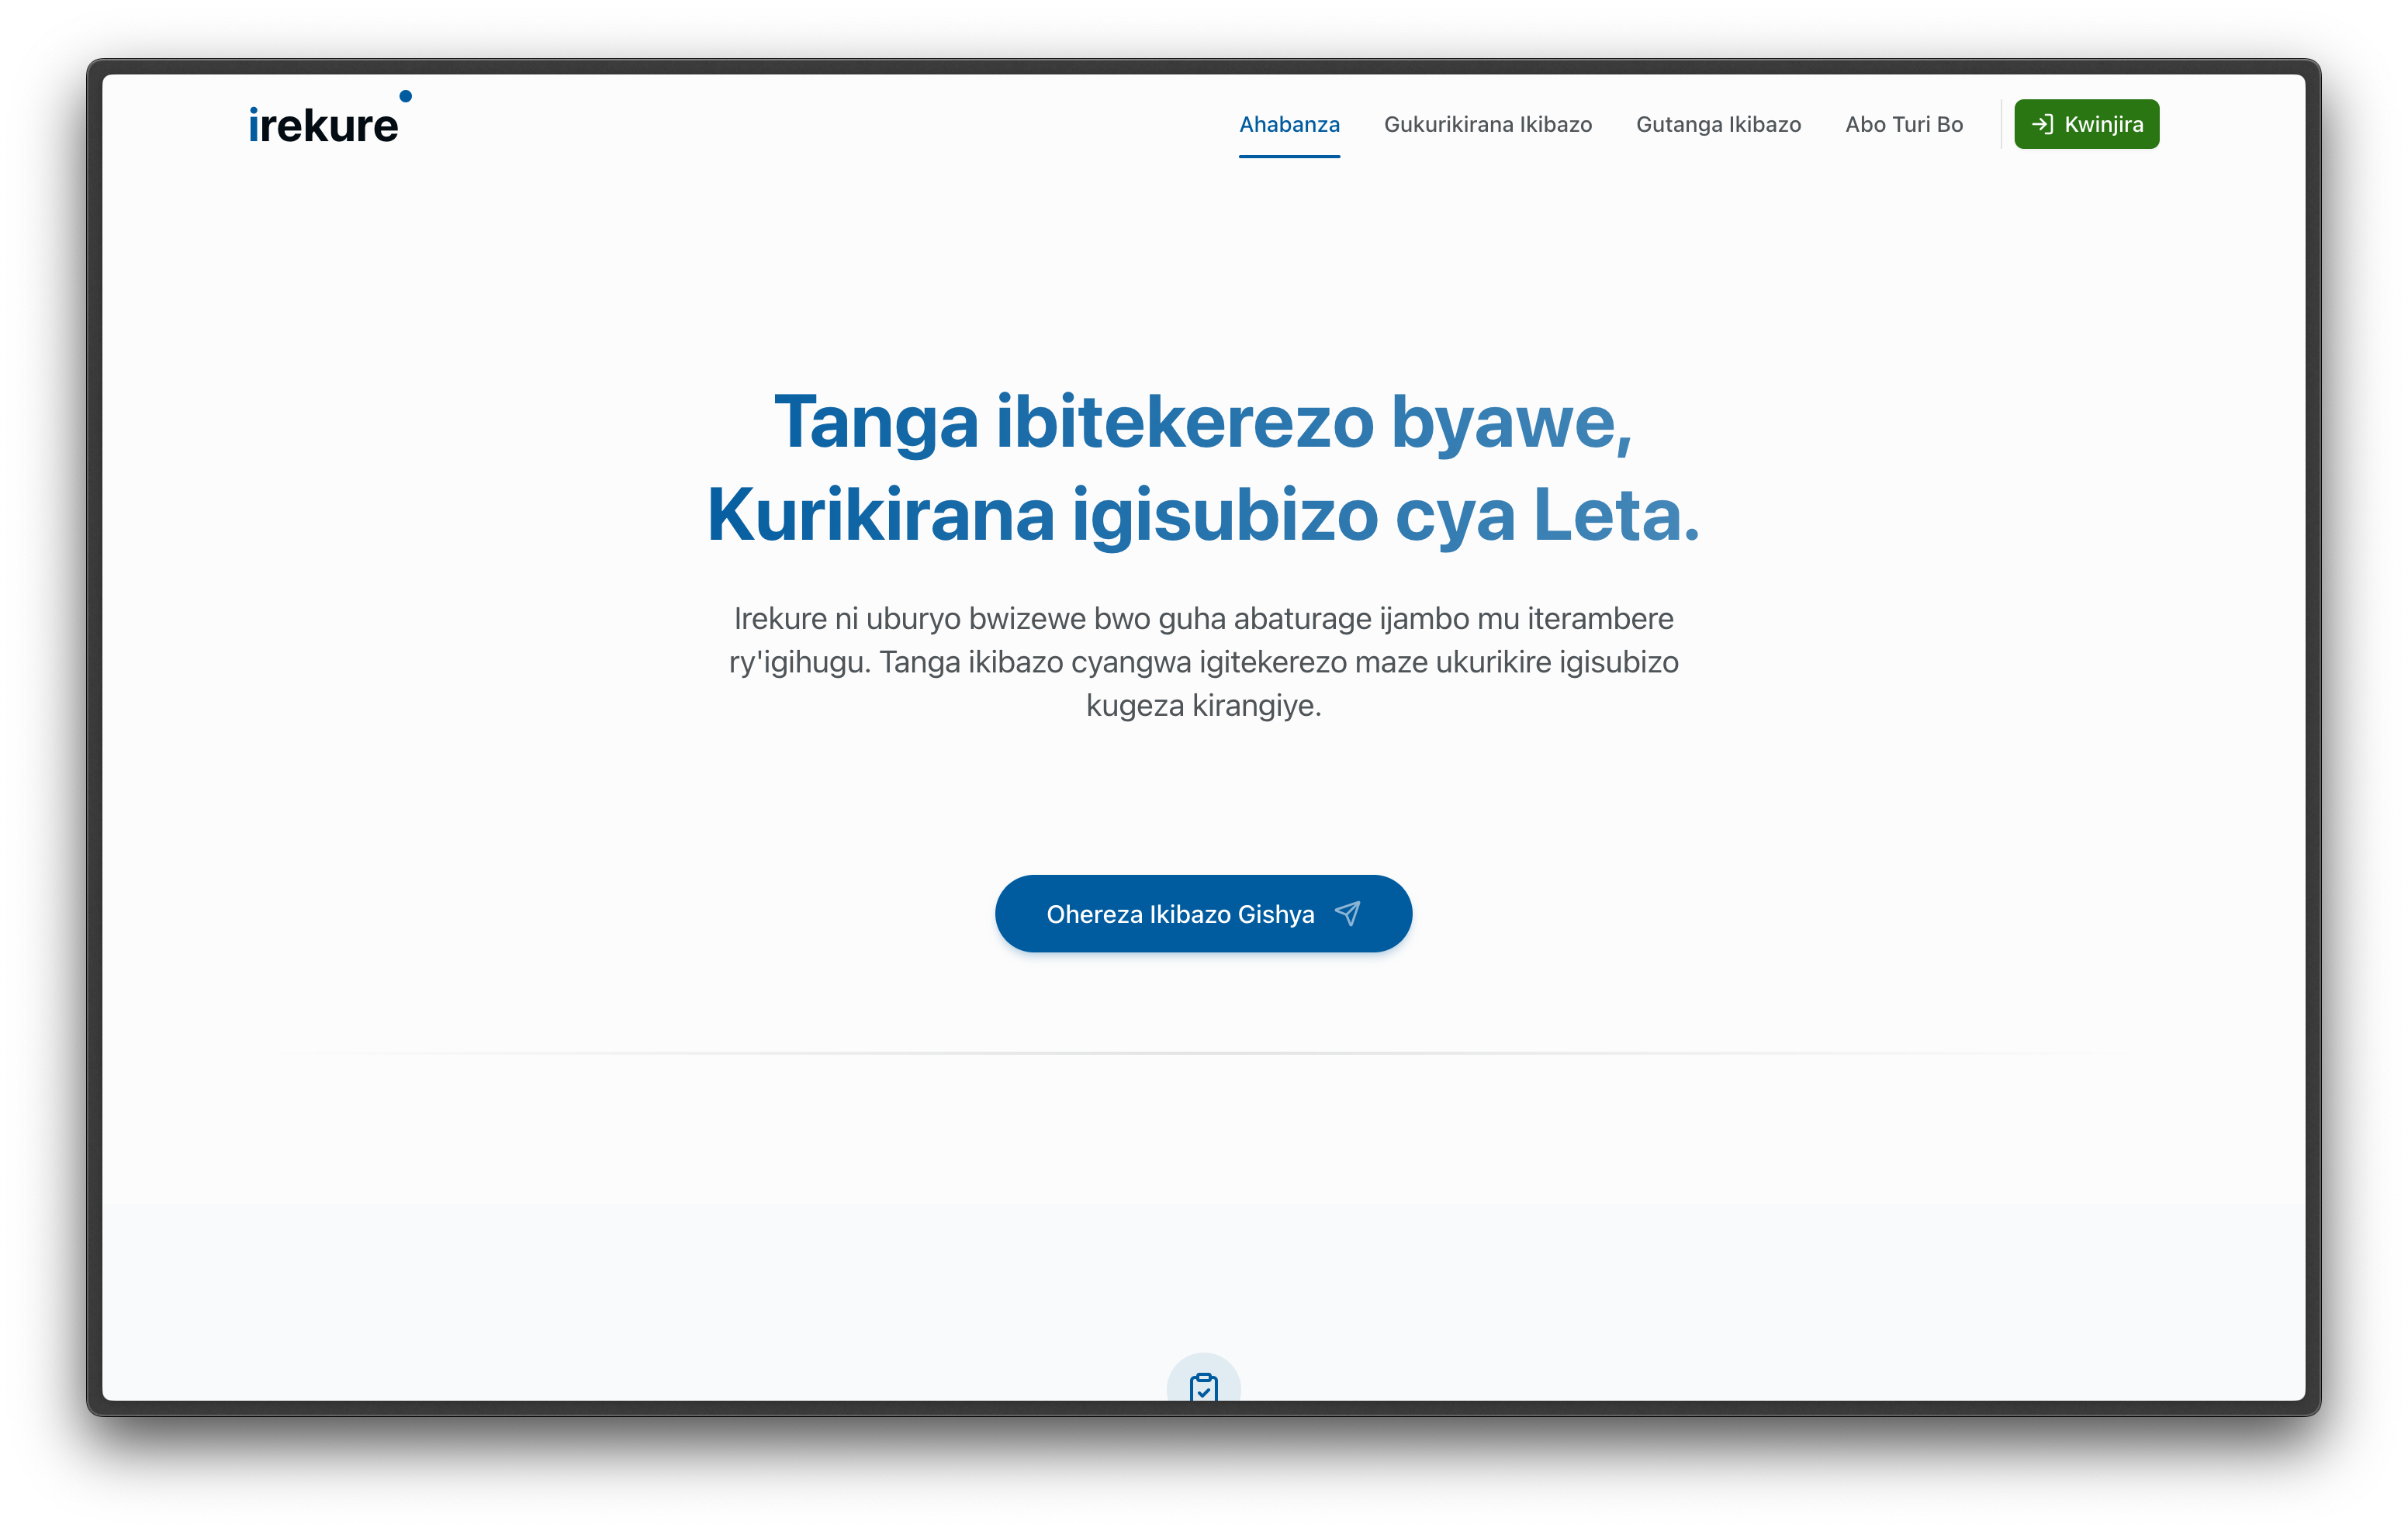 irekure
Ahabanza
Gukurikirana Ikibazo
Gutanga Ikibazo
Abo Turi Bo
Kwinjira
Tanga ibitekerezo byawe,
Kurikirana igisubizo cya Leta.
Irekure ni uburyo bwizewe bwo guha abaturage ijambo mu iterambere
ry'igihugu. Tanga ikibazo cyangwa igitekerezo maze ukurikire igisubizo
kugeza kirangiye.
Ohereza Ikibazo Gishya